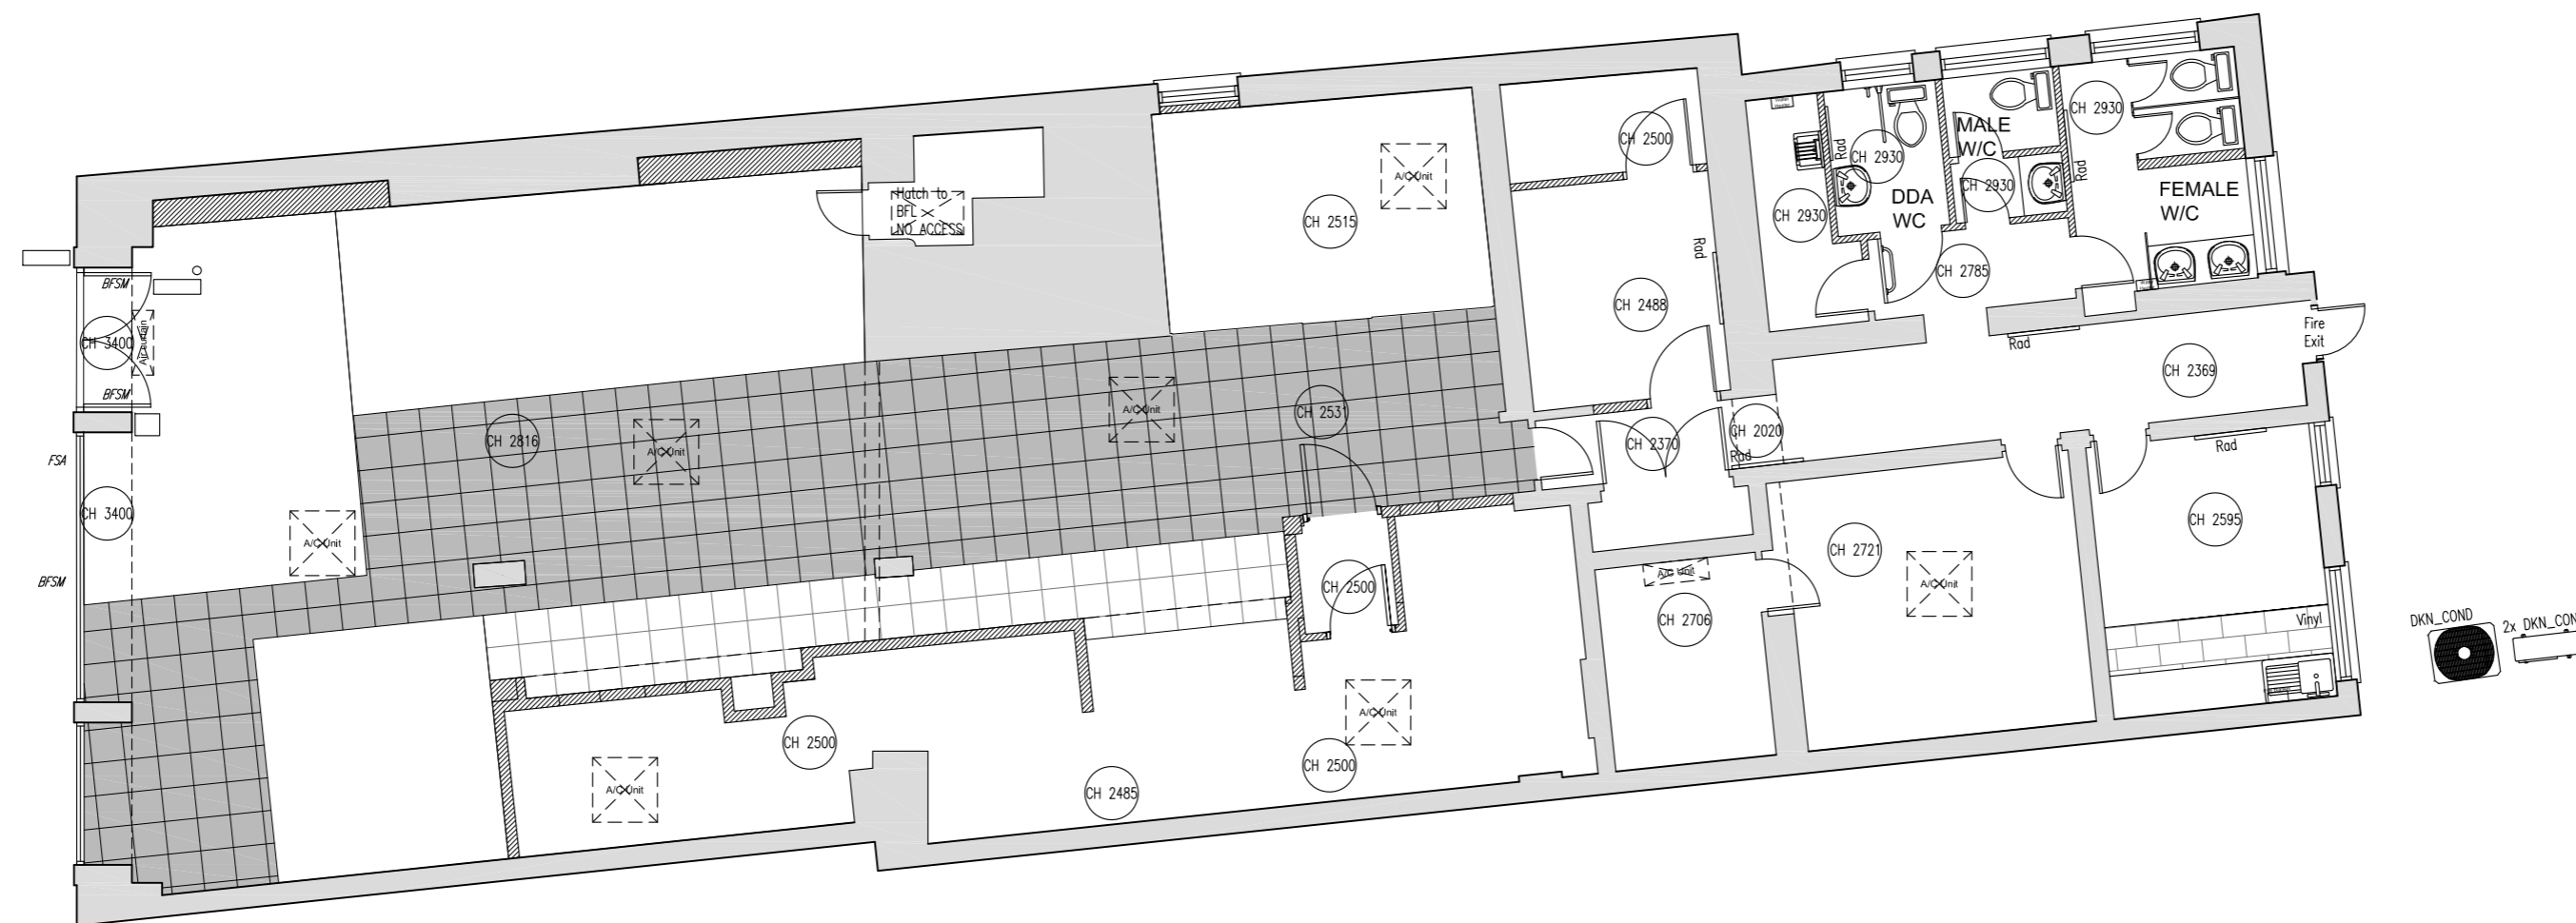 BFSM
CH 3400
Air curtain
BFSM
FSA
CH 3400
BFSM
A/C Unit
CH 2816
A/C Unit
Hatch to
BFL
NO ACCESS
A/C Unit
CH 2515
A/C Unit
CH 2531
CH 2500
A/C Unit
CH 2500
CH 2485
CH 2500
A/C Unit
CH 2500
CH 2500
CH 2488
Rad
CH 2370
CH 2020
Rad
A/C Unit
CH 2706
CH 2721
A/C Unit
CH 2930
Rad
CH 2930
DDA
WC
MALE
W/C
CH 2930
CH 2785
CH 2930
Rad
FEMALE
W/C
Rad
Fire
Exit
CH 2369
Rad
CH 2595
Vinyl
DKN_COND
2x DKN_CON